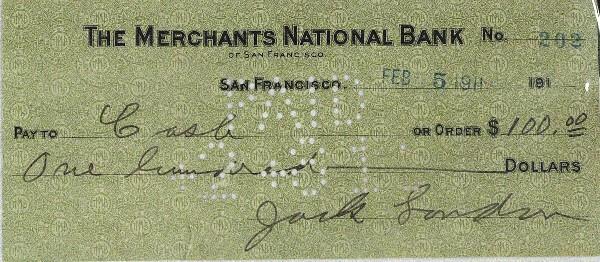 THE MERCHANTS NATIONAL BANK No. 202
OF SAN FRANCISCO
SAN FRANCISCO. FEB 5 1911 191
PAY TO Cash OR ORDER $ 100.00
One hundred DOLLARS
Jack London
PAID